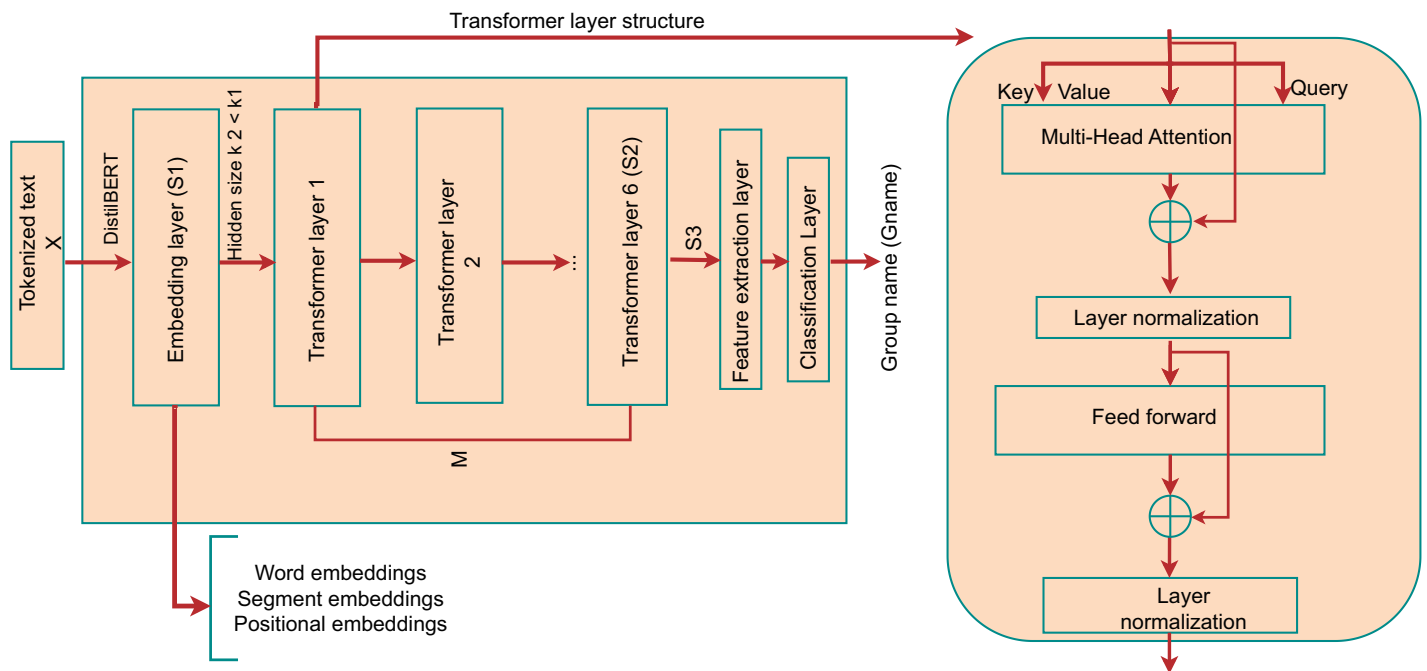 Transformer layer structure
Tokenized text
X
DistilBERT
Embedding layer (S1)
Hidden size k 2 < k1
Transformer layer 1
Transformer layer
2
...
Transformer layer 6 (S2)
S3
Feature extraction layer
Classification Layer
Group name (Gname)
M
Word embeddings
Segment embeddings
Positional embeddings
Key
Value
Query
Multi-Head Attention
Layer normalization
Feed forward
Layer
normalization